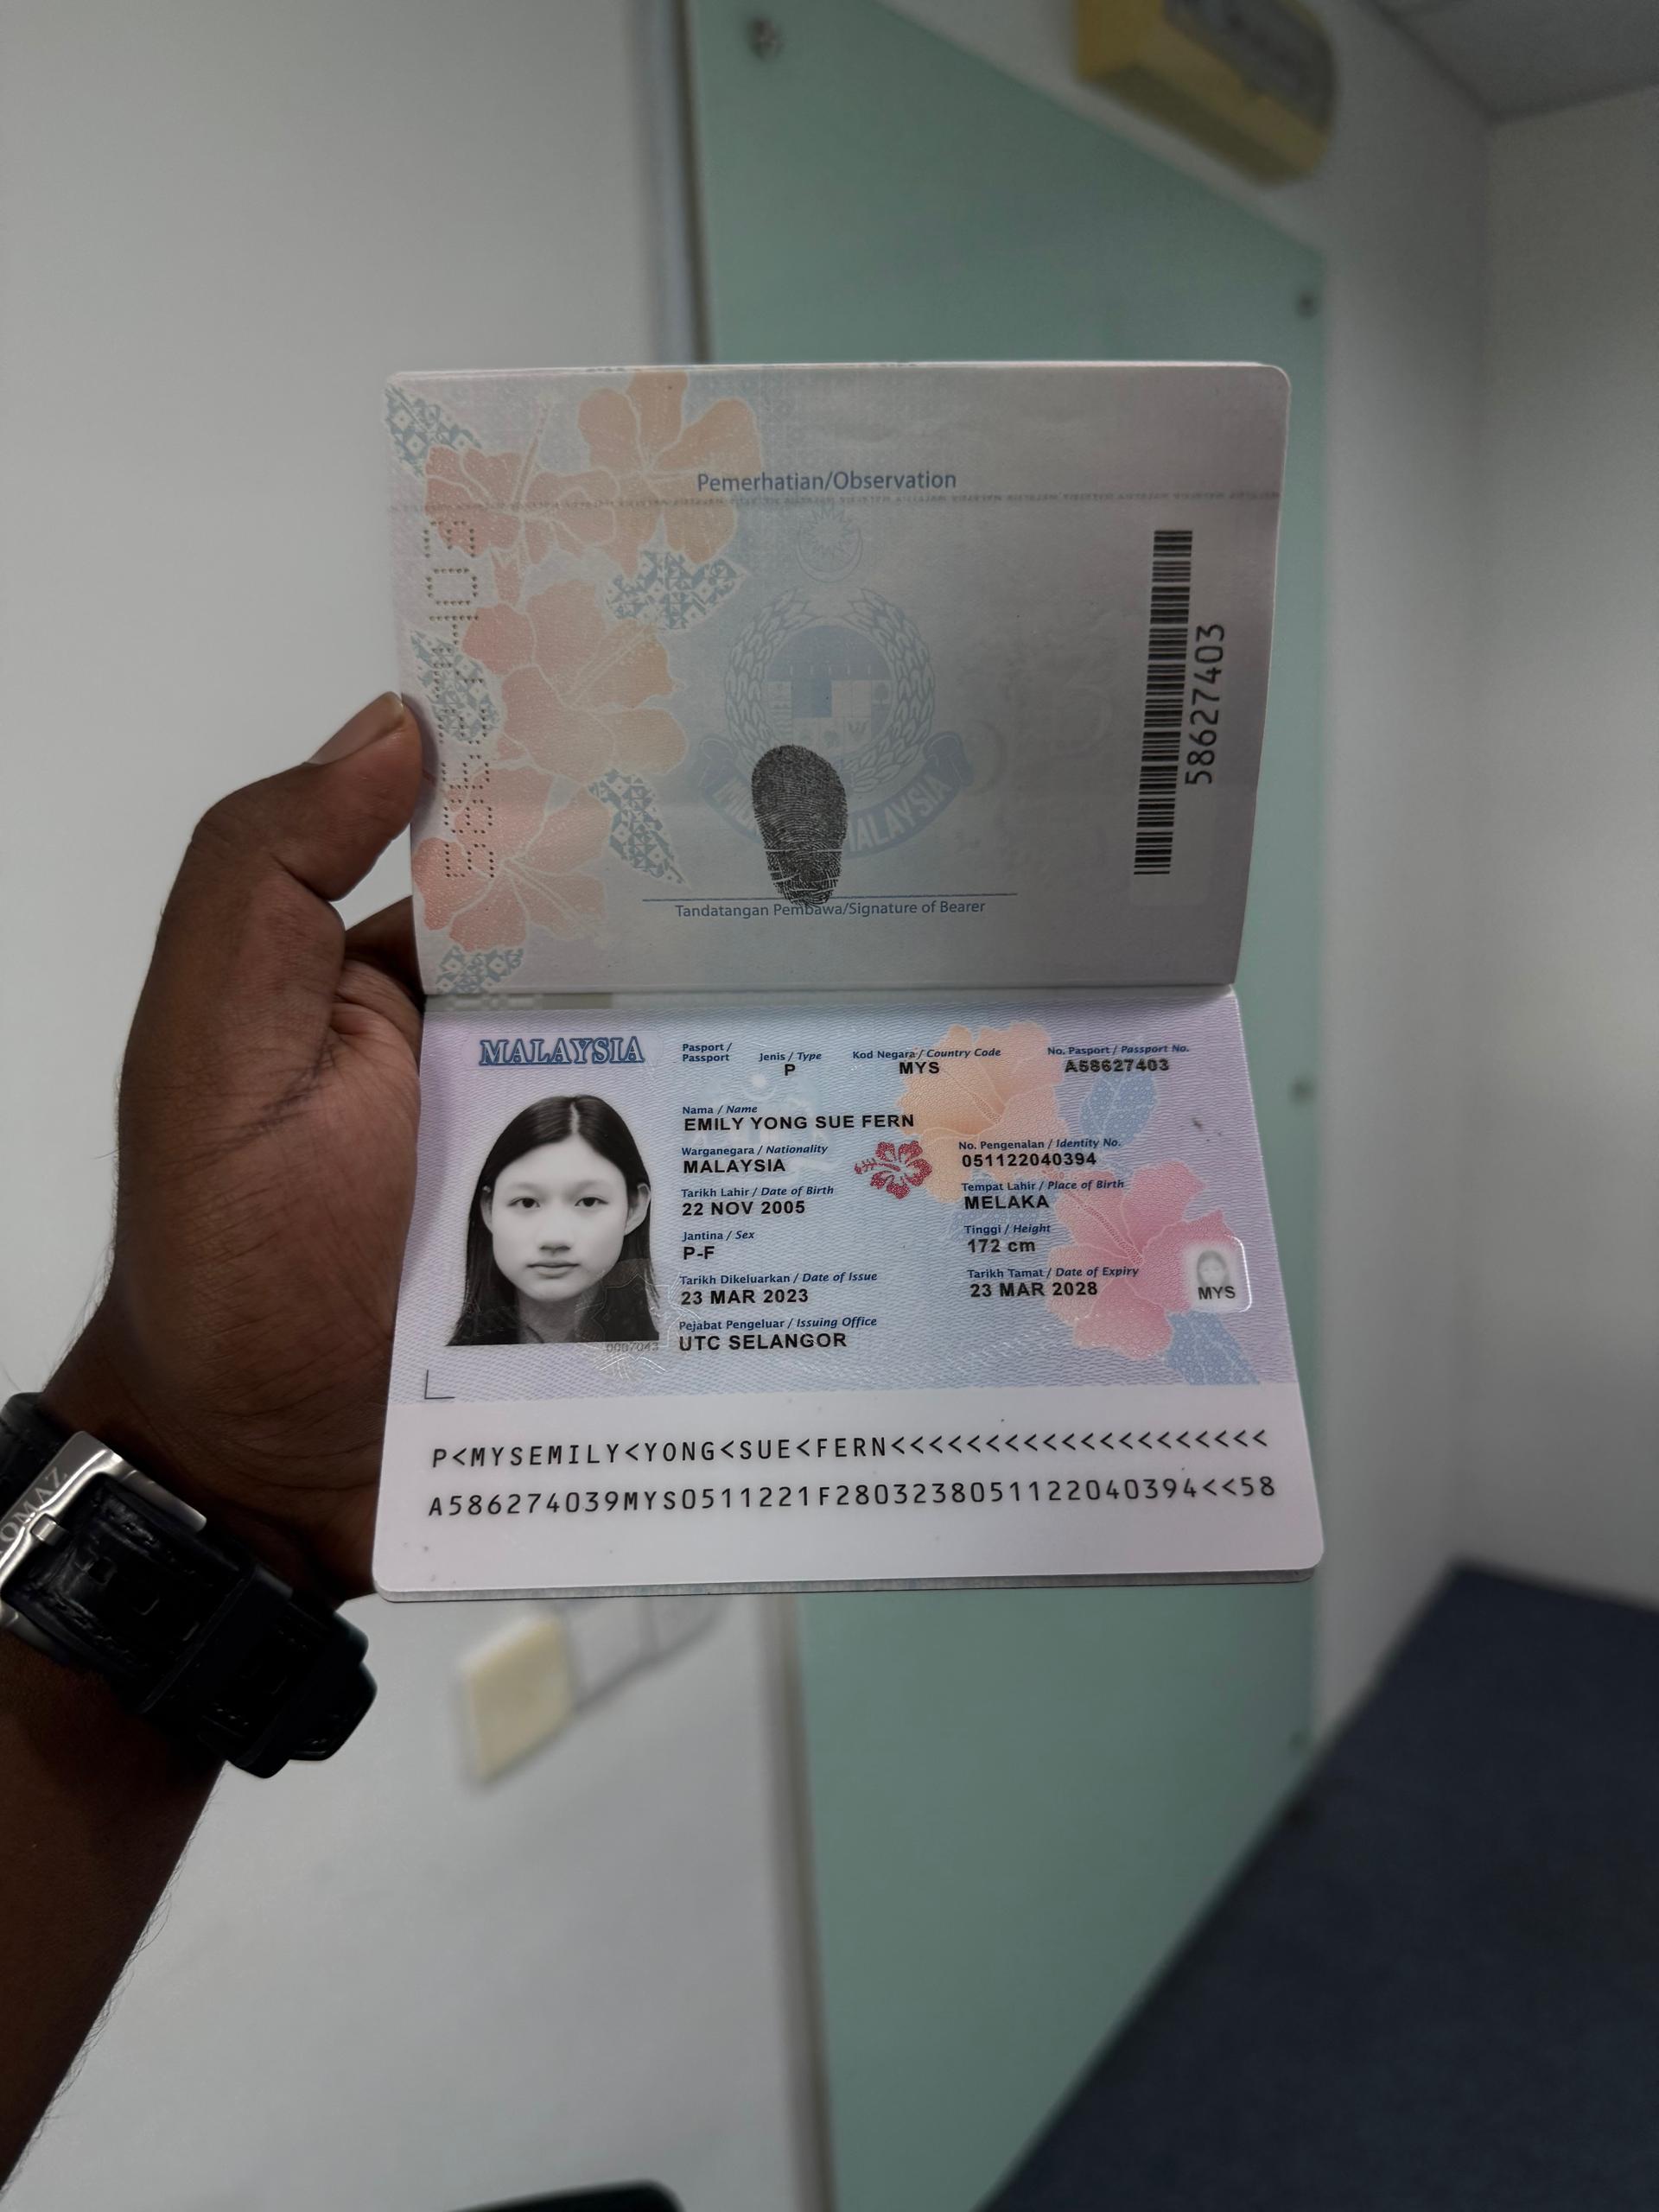 Pemerhatian/Observation
58627403
58627403
MALAYSIA
Tandatangan Pembawa/Signature of Bearer
MALAYSIA
Pasport / Passport
Jenis / Type
P
Kod Negara / Country Code
MYS
No. Pasport / Passport No.
A58627403
Nama / Name
EMILY YONG SUE FERN
Warganegara / Nationality
MALAYSIA
No. Pengenalan / Identity No.
051122040394
Tarikh Lahir / Date of Birth
22 NOV 2005
Tempat Lahir / Place of Birth
MELAKA
Jantina / Sex
P-F
Tinggi / Height
172 cm
Tarikh Dikeluarkan / Date of Issue
23 MAR 2023
Tarikh Tamat / Date of Expiry
23 MAR 2028
MYS
Pejabat Pengeluar / Issuing Office
UTC SELANGOR
P<MYSEMILY<YONG<SUE<FERN<<<<<<<<<<<<<<<<<<<<
A586274039MYS0511221F2803238051122040394<<58